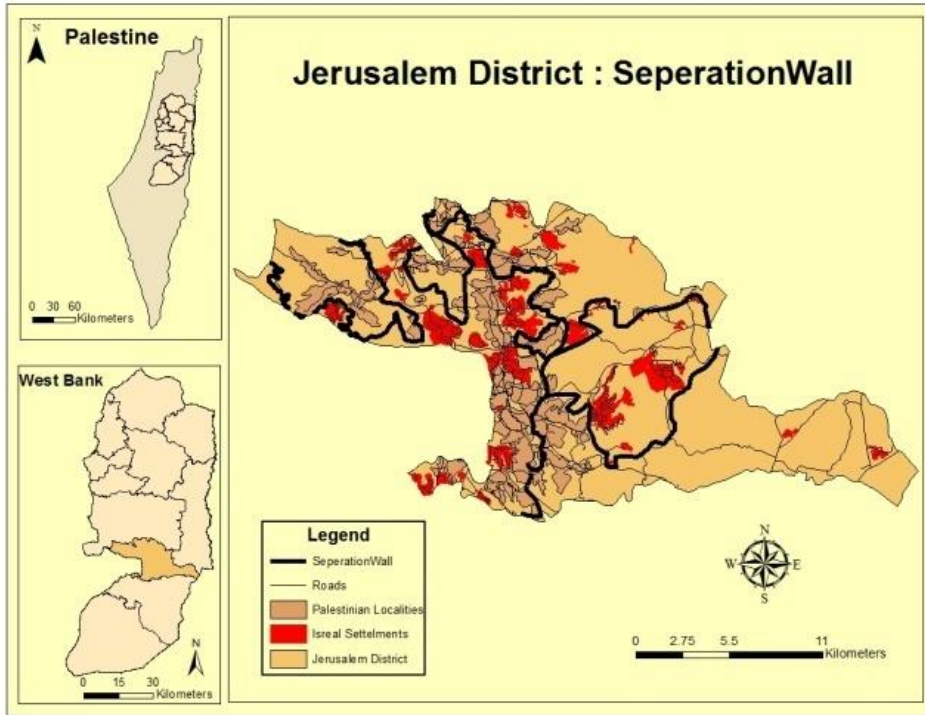 Palestine
N
0 30 60
Kilometers
West Bank
N
0 15 30
Kilometers
Jerusalem District : SeperationWall
Legend
SeperationWall
Roads
Palestinian Localities
Isreal Settelments
Jerusalem District
N
W E
S
0 2.75 5.5 11
Kilometers